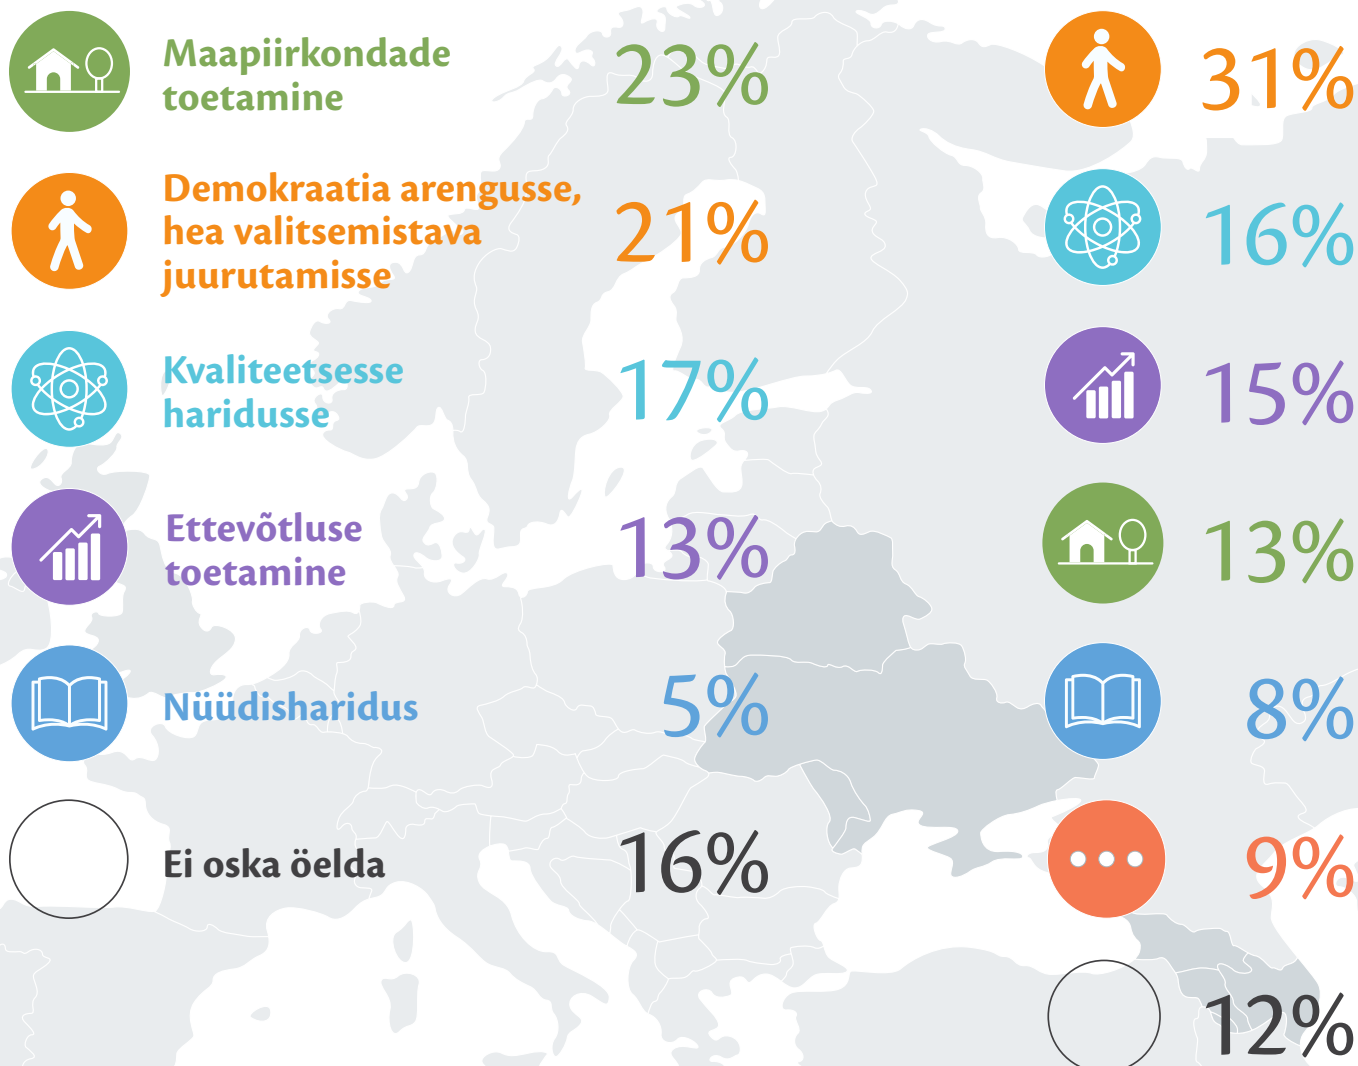 Maapiirkondade
toetamine
23%
Demokraatia arengusse,
hea valitsemistava
juurutamisse
21%
Kvaliteetsesse
haridusse
17%
Ettevõtluse
toetamine
13%
Nüüdisharidus
5%
Ei oska öelda
16%
31%
16%
15%
13%
8%
9%
12%